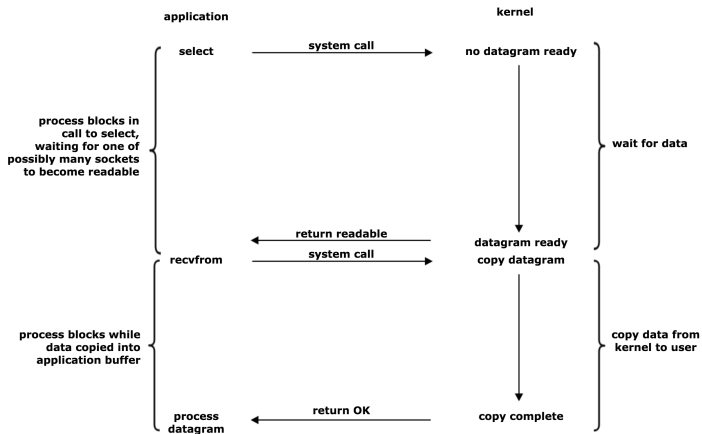 application
kernel
select
system call
no datagram ready
process blocks in
call to select,
waiting for one of
possibly many sockets
to become readable
wait for data
return readable
datagram ready
recvfrom
system call
copy datagram
process blocks while
data copied into
application buffer
copy data from
kernel to user
return OK
process
datagram
copy complete